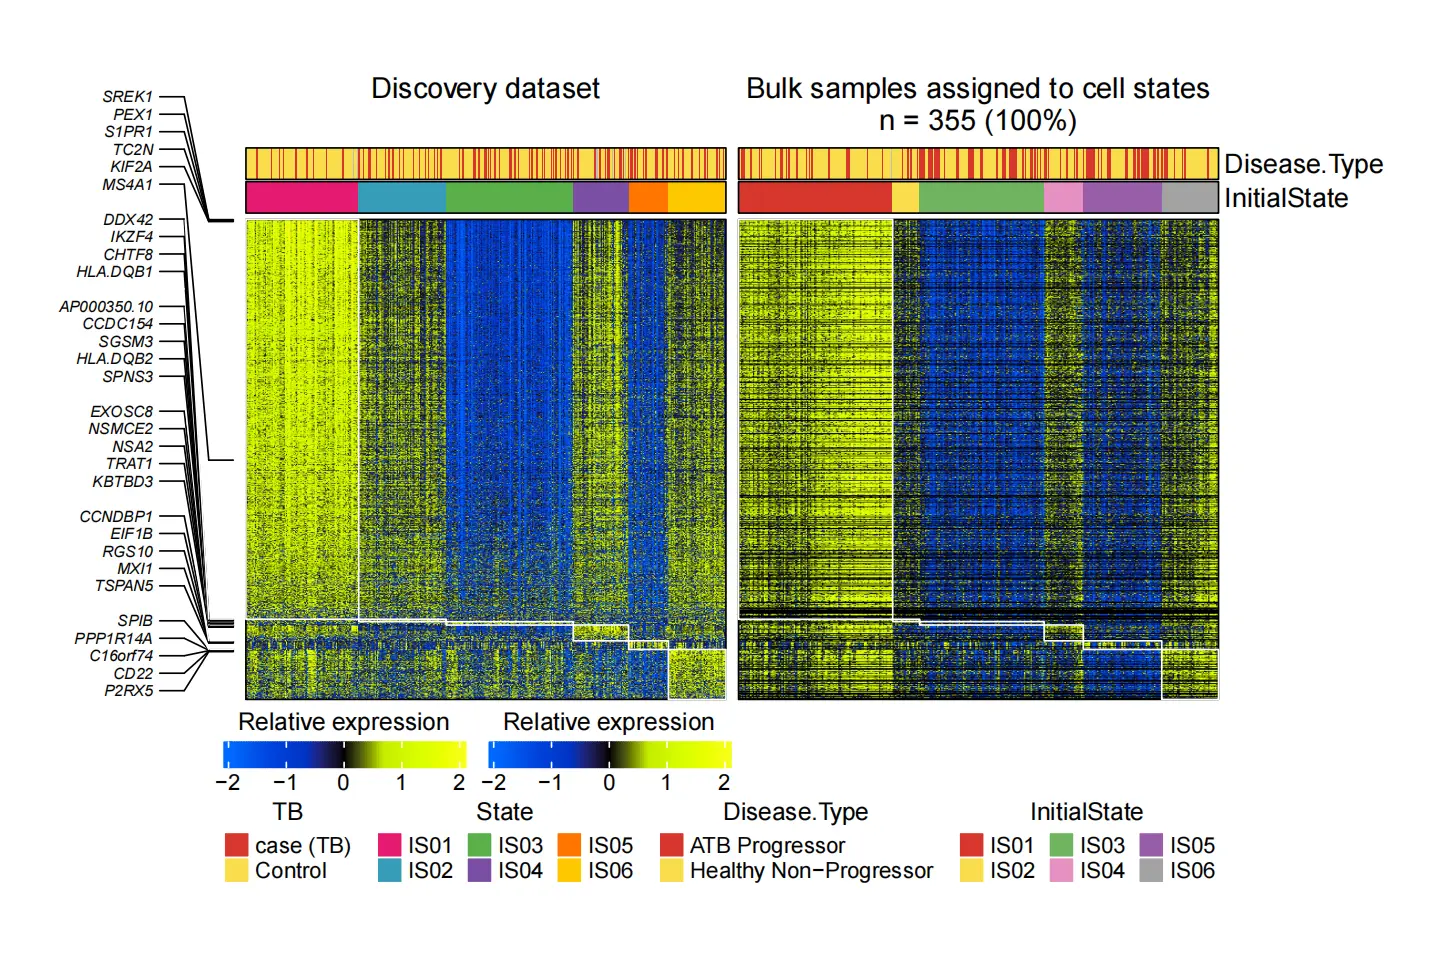 Discovery dataset
Bulk samples assigned to cell states
n = 355 (100%)
Disease.Type
InitialState
SREK1
PEX1
S1PR1
TC2N
KIF2A
MS4A1
DDX42
IKZF4
CHTF8
HLA.DQB1
AP000350.10
CCDC154
SGSM3
HLA.DQB2
SPNS3
EXOSC8
NSMCE2
NSA2
TRAT1
KBTBD3
CCNDBP1
EIF1B
RGS10
MXI1
TSPAN5
SPIB
PPP1R14A
C16orf74
CD22
P2RX5
Relative expression
−2 −1 0 1 2
Relative expression
−2 −1 0 1 2
TB
case (TB)
Control
State
IS01 IS03 IS05
IS02 IS04 IS06
Disease.Type
ATB Progressor
Healthy Non−Progressor
InitialState
IS01 IS03 IS05
IS02 IS04 IS06